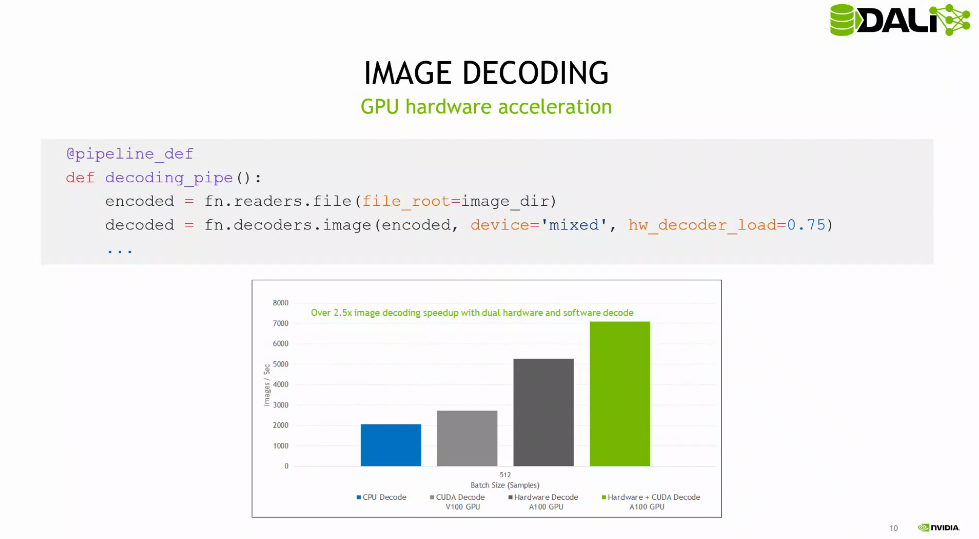 DALI
IMAGE DECODING
GPU hardware acceleration
@pipeline_def
def decoding_pipe():
    encoded = fn.readers.file(file_root=image_dir)
    decoded = fn.decoders.image(encoded, device='mixed', hw_decoder_load=0.75)
    ...
Over 2.5x image decoding speedup with dual hardware and software decode
8000
7000
6000
5000
4000
3000
2000
1000
0
Images / Sec
512
Batch Size (Samples)
CPU Decode
CUDA Decode
V100 GPU
Hardware Decode
A100 GPU
Hardware + CUDA Decode
A100 GPU
10
NVIDIA.